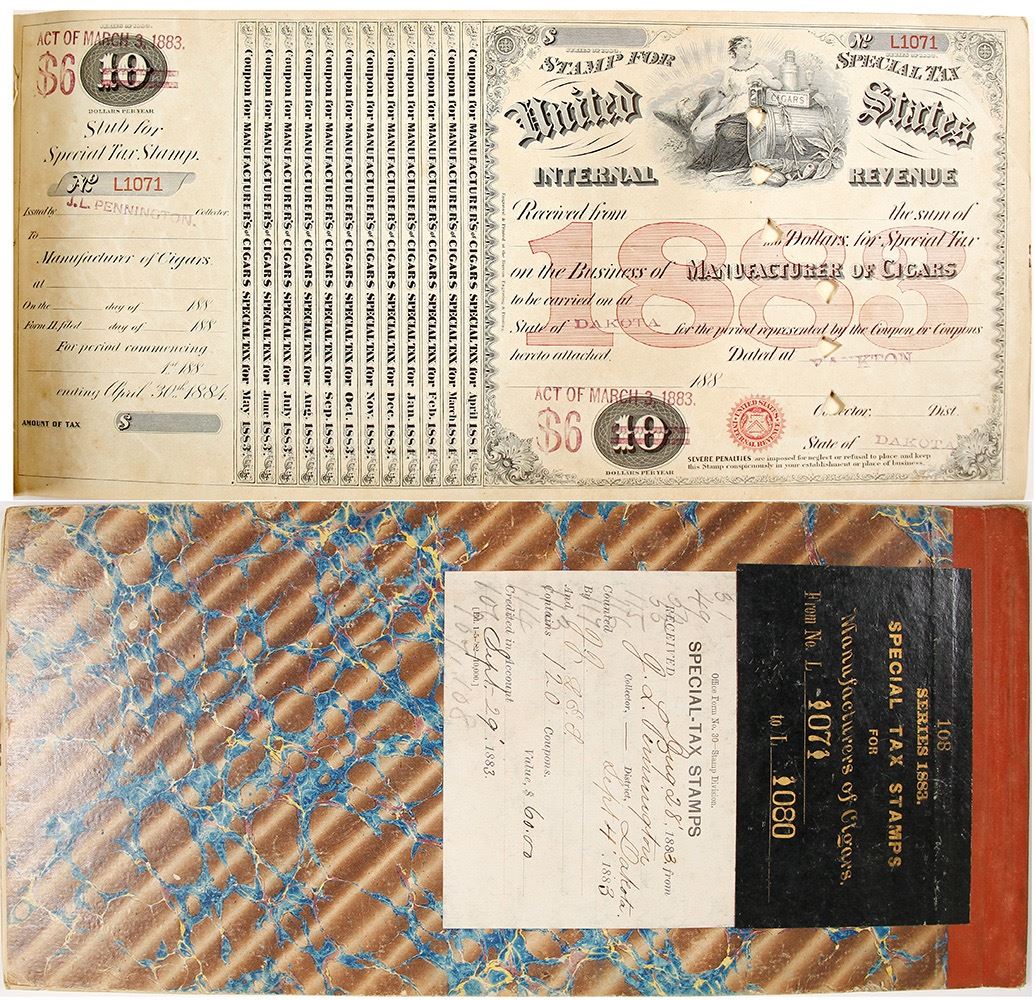 SERIES OF 1883.
ACT OF MARCH 3, 1883.
$6 10
DOLLARS PER YEAR
Stub for
Special Tax Stamp.
No L1071
Issued by J.L. PENNINGTON, Collector
To
Manufacturer of Cigars.
at
On the day of 188
Form 11. filed day of 188
For period commencing
1st 188
ending April 30th 1884.
AMOUNT OF TAX $
Coupon for MANUFACTURER'S of CIGARS SPECIAL TAX for May 1883
Coupon for MANUFACTURER'S of CIGARS SPECIAL TAX for June 1883
Coupon for MANUFACTURER'S of CIGARS SPECIAL TAX for July 1883
Coupon for MANUFACTURER'S of CIGARS SPECIAL TAX for Aug. 1883
Coupon for MANUFACTURER'S of CIGARS SPECIAL TAX for Sep. 1883
Coupon for MANUFACTURER'S of CIGARS SPECIAL TAX for Oct. 1883
Coupon for MANUFACTURER'S of CIGARS SPECIAL TAX for Nov. 1883
Coupon for MANUFACTURER'S of CIGARS SPECIAL TAX for Dec. 1883
Coupon for MANUFACTURER'S of CIGARS SPECIAL TAX for Jan. 1884
Coupon for MANUFACTURER'S of CIGARS SPECIAL TAX for Feb. 1884
Coupon for MANUFACTURER'S of CIGARS SPECIAL TAX for March 1884
Coupon for MANUFACTURER'S of CIGARS SPECIAL TAX for April 1884
$ No L1071
SERIES OF 1883. SERIES OF 1883.
STAMP FOR SPECIAL TAX
CIGARS
United States
INTERNAL REVENUE
Received from the sum of
Dollars, for Special Tax
1883
on the Business of MANUFACTURER OF CIGARS
to be carried on at
State of DAKOTA for the period represented by the Coupon or Coupons
hereto attached. Dated at
188
ACT OF MARCH 3, 1883.
Collector, Dist.
$6 10
UNITED STATES INTERNAL REVENUE
State of DAKOTA
DOLLARS PER YEAR
SEVERE PENALTIES are imposed for neglect or refusal to place and keep
this Stamp conspicuously in your establishment or place of business.
108
SERIES 1883.
SPECIAL TAX STAMPS
FOR
Manufacturers of Cigars.
From No. L 1071
to L 1080
Office Form No. 30—Stamp Division.
SPECIAL-TAX STAMPS
RECEIVED Aug 28, 1883, from
J. L. Pennington
Collector, — District, Dakota.
Counted Sept 4, 1883
By
And,
Contains 120 Coupons.
Value, $ 60.00
Credited in account
Sept. 29, 1883.